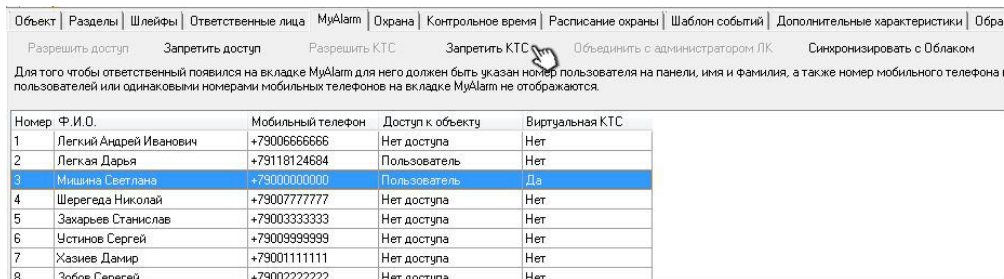 Объект Разделы Шлейфы Ответственные лица MyAlarm Охрана Контрольное время Расписание охраны Шаблон событий Дополнительные характеристики Обра
Разрешить доступ Запретить доступ Разрешить КТС Запретить КТС Объединить с администратором ЛК Синхронизировать с Облаком
Для того чтобы ответственный появился на вкладке MyAlarm для него должен быть указан номер пользователя на панели, имя и фамилия, а также номер мобильного телефона
пользователей или одинаковыми номерами мобильных телефонов на вкладке MyAlarm не отображаются.
Номер Ф.И.О. Мобильный телефон Доступ к объекту Виртуальная КТС
1 Легкий Андрей Иванович +79006666666 Нет доступа Нет
2 Легкая Дарья +79118124684 Пользователь Нет
3 Мишина Светлана +79000000000 Пользователь Да
4 Шерегеда Николай +79007777777 Нет доступа Нет
5 Захарьев Станислав +79003333333 Нет доступа Нет
6 Устинов Сергей +79009999999 Нет доступа Нет
7 Хазиев Дамир +79001111111 Нет доступа Нет
8 Зобов Серегей +79002222222 Нет доступа Нет